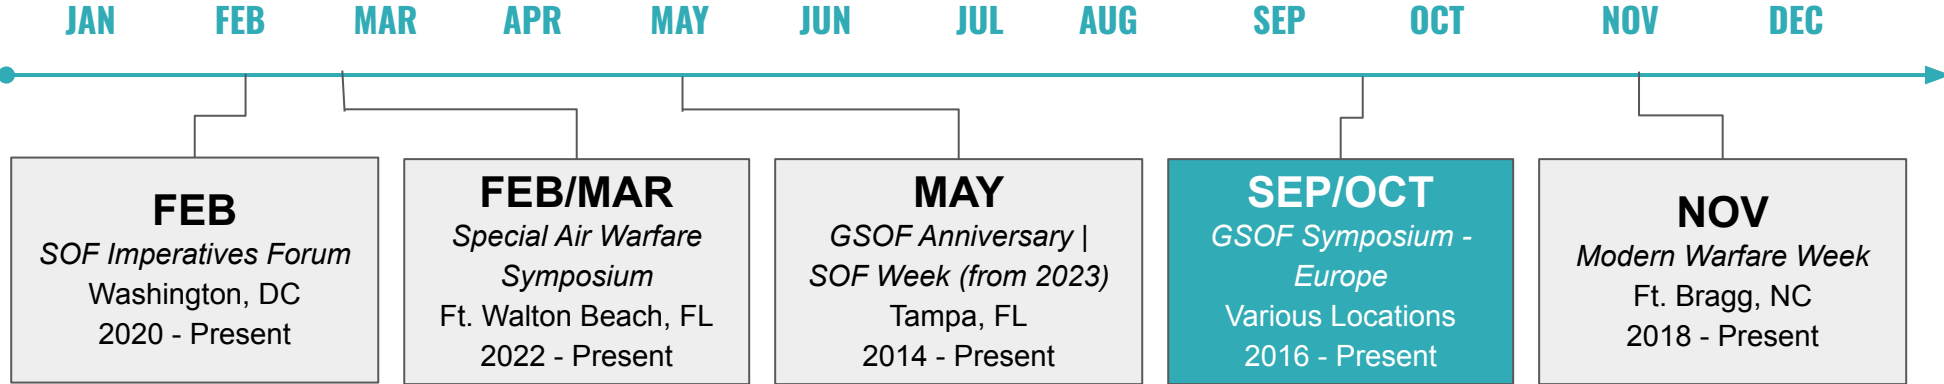 JAN FEB MAR APR MAY JUN JUL AUG SEP OCT NOV DEC
FEB
SOF Imperatives Forum
Washington, DC
2020 - Present
FEB/MAR
Special Air Warfare
Symposium
Ft. Walton Beach, FL
2022 - Present
MAY
GSOF Anniversary |
SOF Week (from 2023)
Tampa, FL
2014 - Present
SEP/OCT
GSOF Symposium -
Europe
Various Locations
2016 - Present
NOV
Modern Warfare Week
Ft. Bragg, NC
2018 - Present